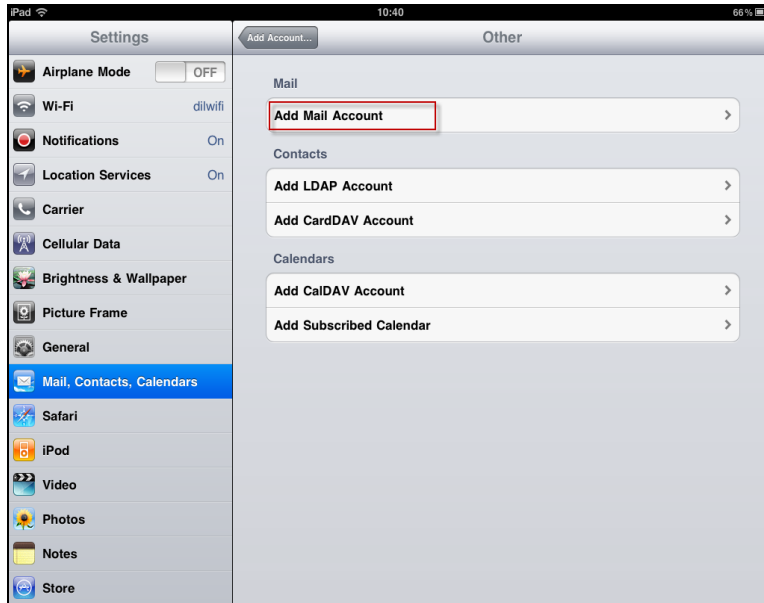 iPad 10:40 66%
Settings
Add Account... Other
Airplane Mode OFF
Wi-Fi dilwifi
Notifications On
Location Services On
Carrier
Cellular Data
Brightness & Wallpaper
Picture Frame
General
Mail, Contacts, Calendars
Safari
iPod
Video
Photos
Notes
Store
Mail
Add Mail Account
Contacts
Add LDAP Account
Add CardDAV Account
Calendars
Add CalDAV Account
Add Subscribed Calendar